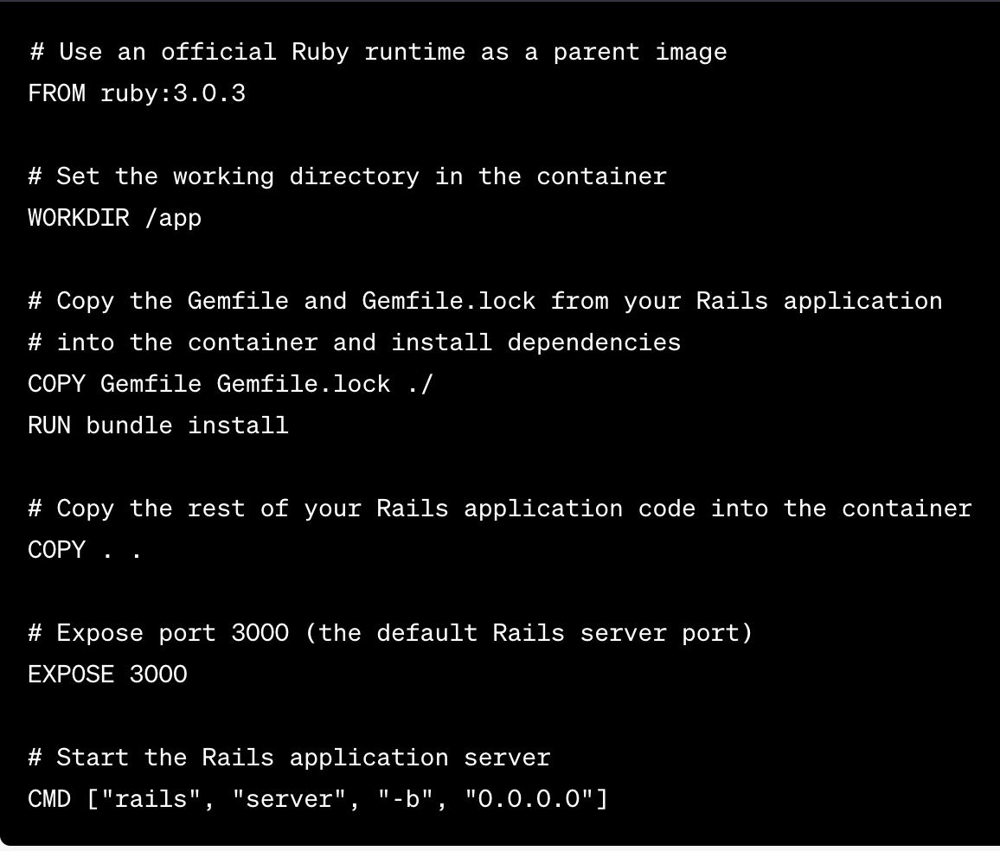 # Use an official Ruby runtime as a parent image
FROM ruby:3.0.3
# Set the working directory in the container
WORKDIR /app
# Copy the Gemfile and Gemfile.lock from your Rails application
# into the container and install dependencies
COPY Gemfile Gemfile.lock ./
RUN bundle install
# Copy the rest of your Rails application code into the container
COPY . .
# Expose port 3000 (the default Rails server port)
EXPOSE 3000
# Start the Rails application server
CMD ["rails", "server", "-b", "0.0.0.0"]